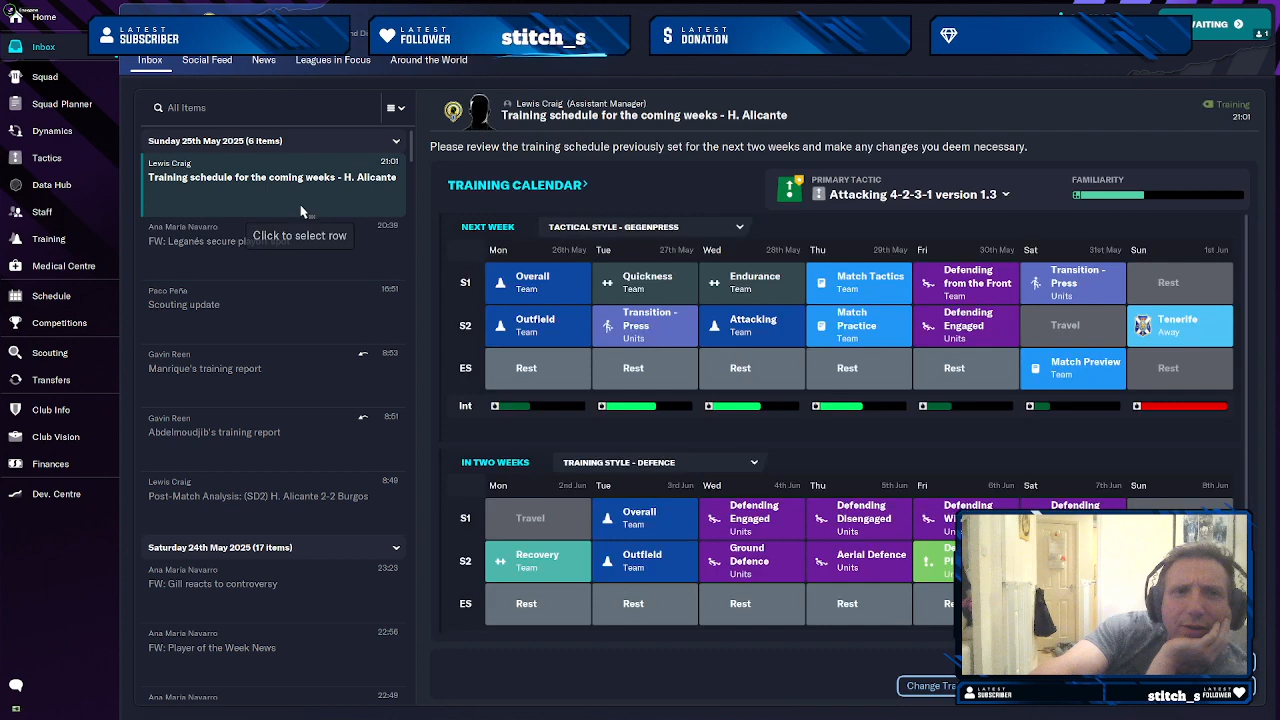 Home
LATEST
SUBSCRIBER
LATEST
FOLLOWER
stitch_s
LATEST
DONATION
WAITING
1
Inbox
Squad
Squad Planner
Dynamics
Tactics
Data Hub
Staff
Training
Medical Centre
Schedule
Competitions
Scouting
Transfers
Club Info
Club Vision
Finances
Dev. Centre
Inbox
Social Feed
News
Leagues in Focus
Around the World
All Items
Sunday 25th May 2025 (6 items)
Lewis Craig
21:01
Training schedule for the coming weeks - H. Alicante
Ana María Navarro
20:39
FW: Leganés secure pl
Click to select row
Paco Peña
16:51
Scouting update
Gavin Reen
8:53
Manrique's training report
Gavin Reen
8:51
Abdelmoudjib's training report
Lewis Craig
8:49
Post-Match Analysis: (SD2) H. Alicante 2-2 Burgos
Saturday 24th May 2025 (17 items)
Ana María Navarro
23:23
FW: Gill reacts to controversy
Ana María Navarro
22:56
FW: Player of the Week News
Ana María Navarro
22:49
Lewis Craig (Assistant Manager)
Training schedule for the coming weeks - H. Alicante
Training
21:01
Please review the training schedule previously set for the next two weeks and make any changes you deem necessary.
TRAINING CALENDAR
PRIMARY TACTIC
Attacking 4-2-3-1 version 1.3
FAMILIARITY
NEXT WEEK
TACTICAL STYLE - GEGENPRESS
Mon 26th May Tue 27th May Wed 28th May Thu 29th May Fri 30th May Sat 31st May Sun 1st Jun
S1
Overall
Team
Quickness
Team
Endurance
Team
Match Tactics
Team
Defending
from the Front
Team
Transition -
Press
Units
Rest
S2
Outfield
Team
Transition -
Press
Units
Attacking
Team
Match
Practice
Team
Defending
Engaged
Units
Travel
Tenerife
Away
ES
Rest
Rest
Rest
Rest
Rest
Match Preview
Team
Rest
Int
IN TWO WEEKS
TRAINING STYLE - DEFENCE
Mon 2nd Jun Tue 3rd Jun Wed 4th Jun Thu 5th Jun Fri 6th Jun Sat 7th Jun Sun 8th Jun
S1
Travel
Overall
Team
Defending
Engaged
Units
Defending
Disengaged
Units
Defending
Defending
S2
Recovery
Team
Outfield
Team
Ground
Defence
Units
Aerial Defence
Units
ES
Rest
Rest
Rest
Rest
Change Tra
LATEST
SUBSCRIBER
stitch_s
LATEST
FOLLOWER